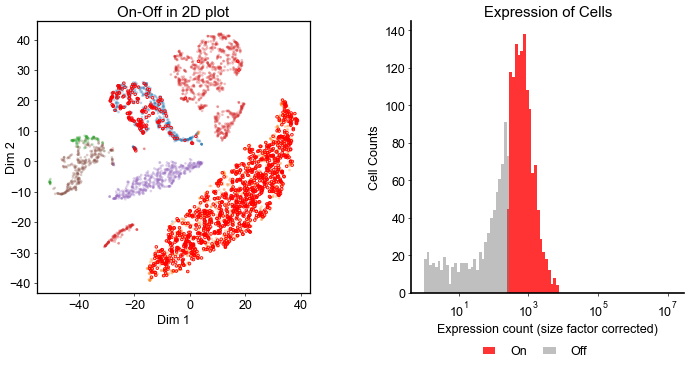 On-Off in 2D plot
40
30
20
10
0
−10
−20
−30
−40
Dim 2
−40 −20 0 20 40
Dim 1
Expression of Cells
140
120
100
80
60
40
20
0
Cell Counts
10^1 10^3 10^5 10^7
Expression count (size factor corrected)
On Off